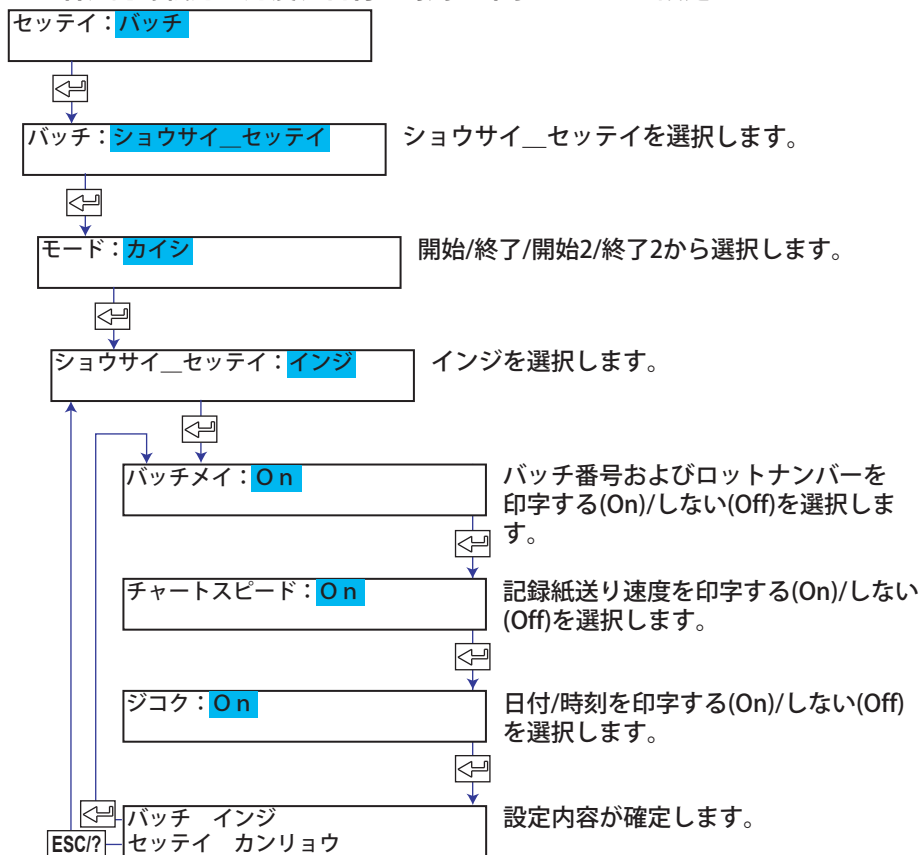 セッテイ：バッチ
バッチ：ショウサイ＿セッテイ
ショウサイ＿セッテイを選択します。
モード：カイシ
開始/終了/開始2/終了2から選択します。
ショウサイ＿セッテイ：インジ
インジを選択します。
バッチメイ：Ｏｎ
バッチ番号およびロットナンバーを
印字する(On)/しない(Off)を選択しま
す。
チャートスピード：Ｏｎ
記録紙送り速度を印字する(On)/しない
(Off)を選択します。
ジコク：Ｏｎ
日付/時刻を印字する(On)/しない(Off)
を選択します。
バッチ　インジ
設定内容が確定します。
ESC/?
セッテイ　カンリョウ